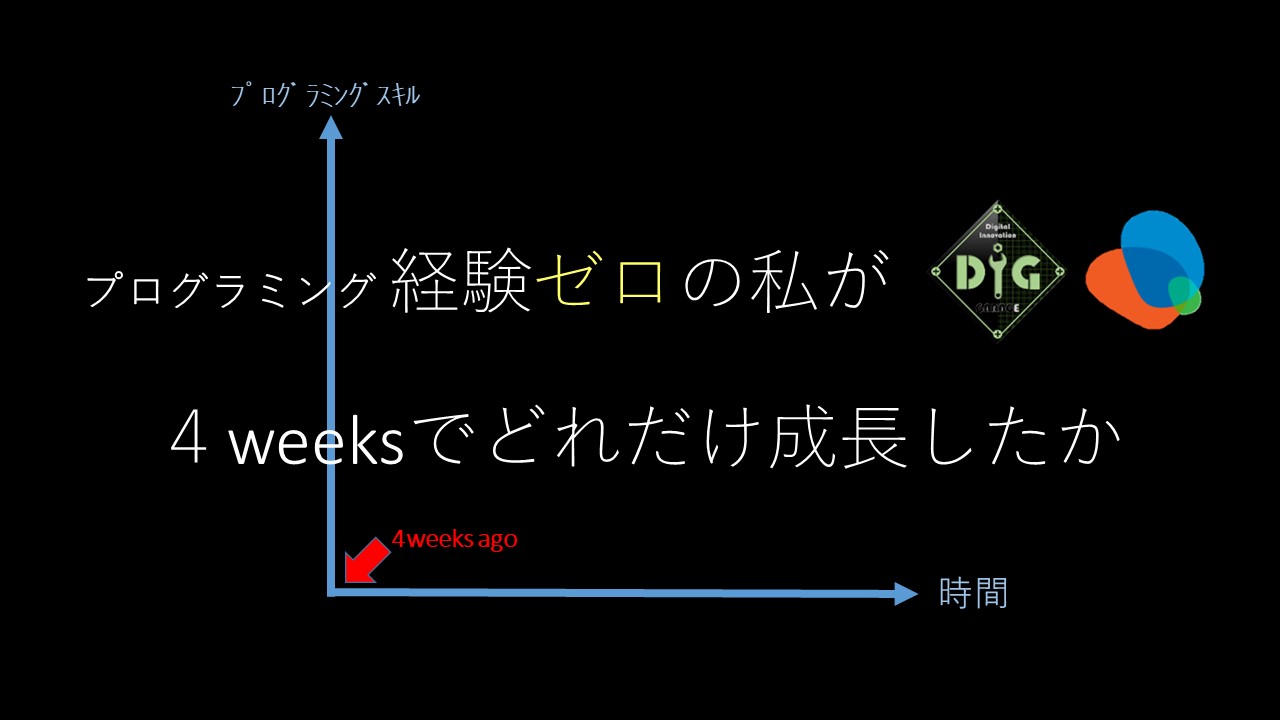 ﾌﾟﾛｸﾞﾗﾐﾝｸﾞｽｷﾙ
プログラミング 経験ゼロの私が
Digital
Innovation
DIG
GARAGE
4 weeksでどれだけ成長したか
4weeks ago
時間